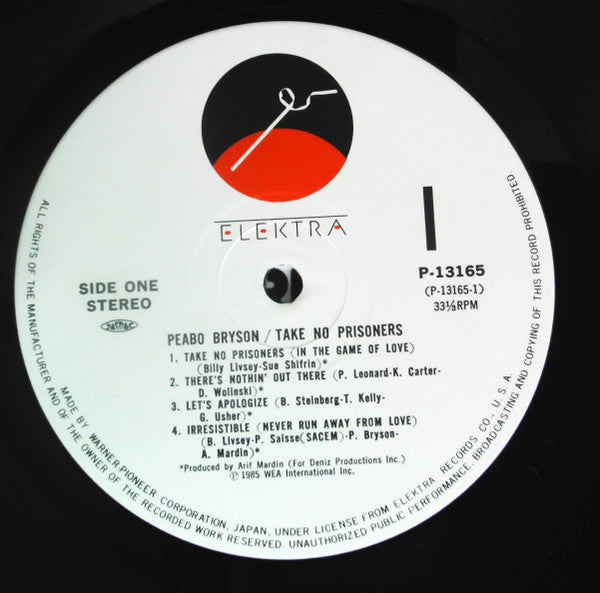 ELEKTRA
SIDE ONE
STEREO
JASRAC
I
P-13165
(P-13165-1)
33⅓RPM
PEABO BRYSON / TAKE NO PRISONERS
1. TAKE NO PRISONERS (IN THE GAME OF LOVE)
(Billy Livsey-Sue Shifrin)*
2. THERE'S NOTHIN' OUT THERE (P. Leonard-K. Carter-
D. Wolinski)*
3. LET'S APOLOGIZE (B. Steinberg-T. Kelly-
G. Usher)*
4. IRRESISTIBLE (NEVER RUN AWAY FROM LOVE)
(B. Livsey-P. Saisse(SACEM)-P. Bryson-
A. Mardin)*
*Produced by Arif Mardin (For Deniz Productions Inc.)
℗1985 WEA International Inc.
MADE BY WARNER-PIONEER CORPORATION, JAPAN, UNDER LICENSE FROM ELEKTRA RECORDS CO., U.S.A.
ALL RIGHTS OF THE MANUFACTURER AND OF THE OWNER OF THE RECORDED WORK RESERVED. UNAUTHORIZED PUBLIC PERFORMANCE, BROADCASTING AND COPYING OF THIS RECORD PROHIBITED.